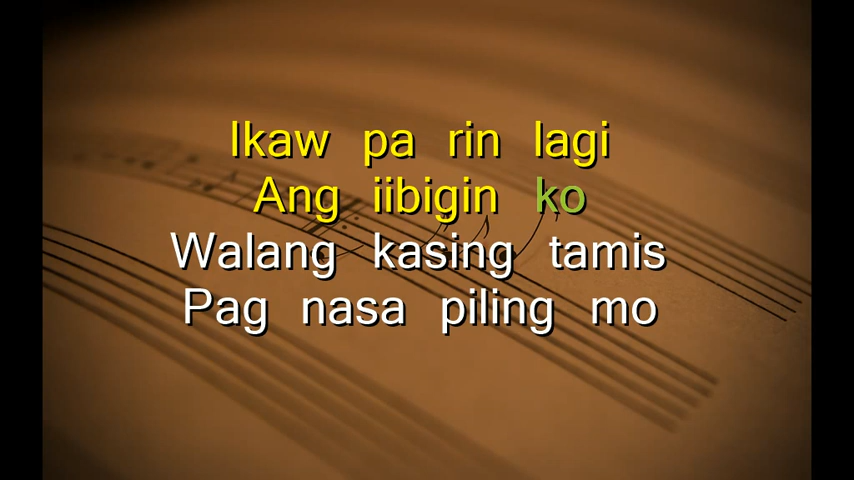 Ikaw pa rin lagi
Ang iibigin ko
Walang kasing tamis
Pag nasa piling mo